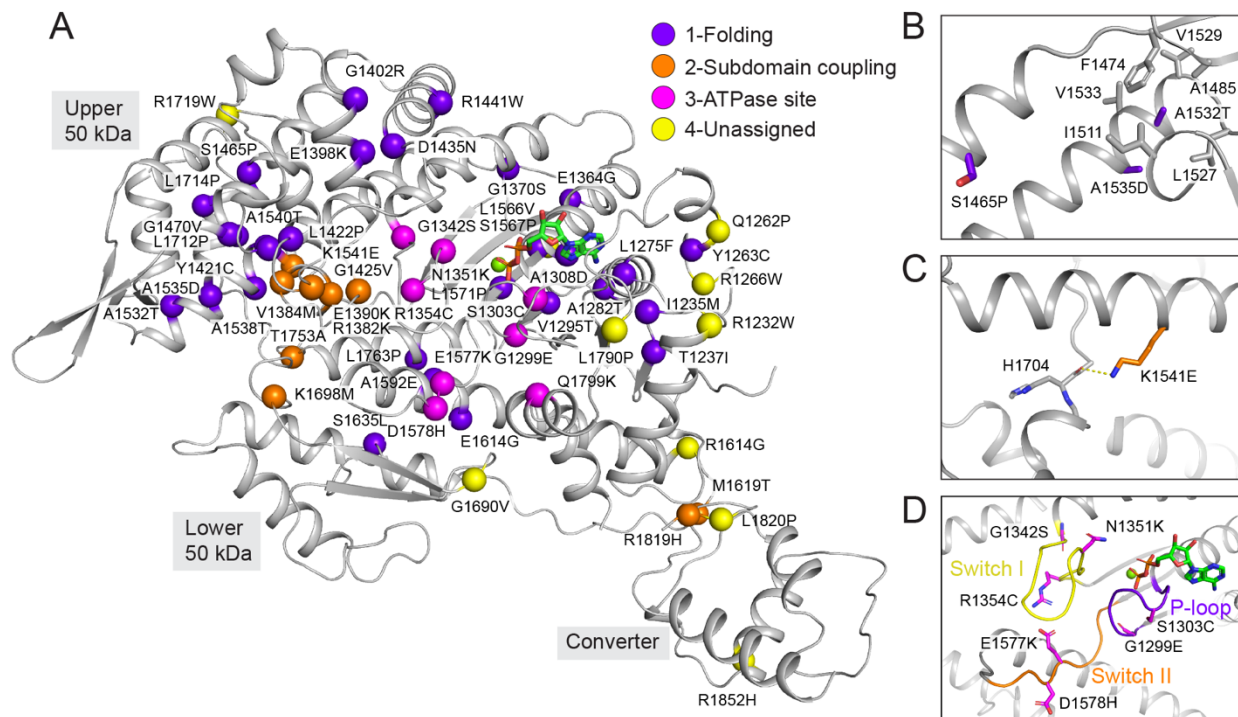 A
1-Folding
2-Subdomain coupling
3-ATPase site
4-Unassigned
Upper
50 kDa
G1402R
R1719W
R1441W
S1465P
E1398K
D1435N
L1714P
G1370S
E1364G
A1540T
L1566V
G1470V
L1422P
G1342S
S1567P
Q1262P
L1712P
K1541E
L1275F
Y1263C
Y1421C
G1425V
N1351K
A1308D
R1266W
A1535D
L1571P
A1532T
V1384M
E1390K
R1354C
S1303C
A1282T
I1235M
A1538T
R1382K
V1295T
R1232W
T1753A
L1763P
E1577K
G1299E
L1790P
T1237I
A1592E
Q1799K
K1698M
S1635L
D1578H
E1614G
R1614G
G1690V
M1619T
Lower
50 kDa
R1819H
L1820P
Converter
R1852H
B
V1529
F1474
A1485
V1533
A1532T
I1511
S1465P
A1535D
L1527
C
H1704
K1541E
D
G1342S
N1351K
Switch I
R1354C
P-loop
S1303C
E1577K
G1299E
Switch II
D1578H